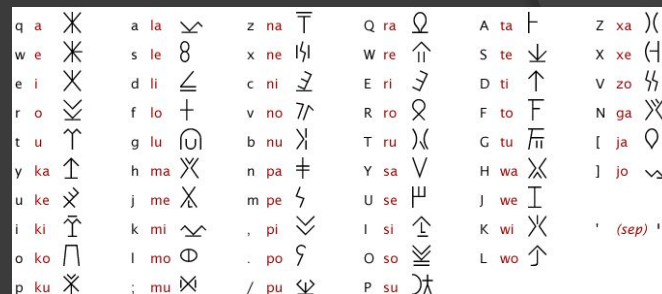 q a 𐠀 a la 𐠏 z na 𐠙 Q ra 𐠣 A ta 𐠭 Z xa 𐠷
w e 𐠁 s le 𐠐 x ne 𐠚 W re 𐠤 S te 𐠮 X xe 𐠸
e i 𐠂 d li 𐠑 c ni 𐠛 E ri 𐠥 D ti 𐠯 V zo 𐠿
r o 𐠃 f lo 𐠒 v no 𐠜 R ro 𐠦 F to 𐠰 N ga
t u 𐠄 g lu 𐠓 b nu 𐠝 T ru 𐠧 G tu 𐠱 [ ja 𐠅
y ka 𐠊 h ma 𐠔 n pa 𐠞 Y sa 𐠨 H wa 𐠲 ] jo 𐠈
u ke 𐠋 j me 𐠕 m pe 𐠟 U se 𐠩 J we 𐠳
i ki 𐠌 k mi 𐠖 , pi 𐠠 I si 𐠪 K wi 𐠴 ' (sep) '
o ko 𐠍 l mo 𐠗 . po 𐠡 O so 𐠫 L wo 𐠵
p ku 𐠎 ; mu 𐠘 / pu 𐠢 P su 𐠬